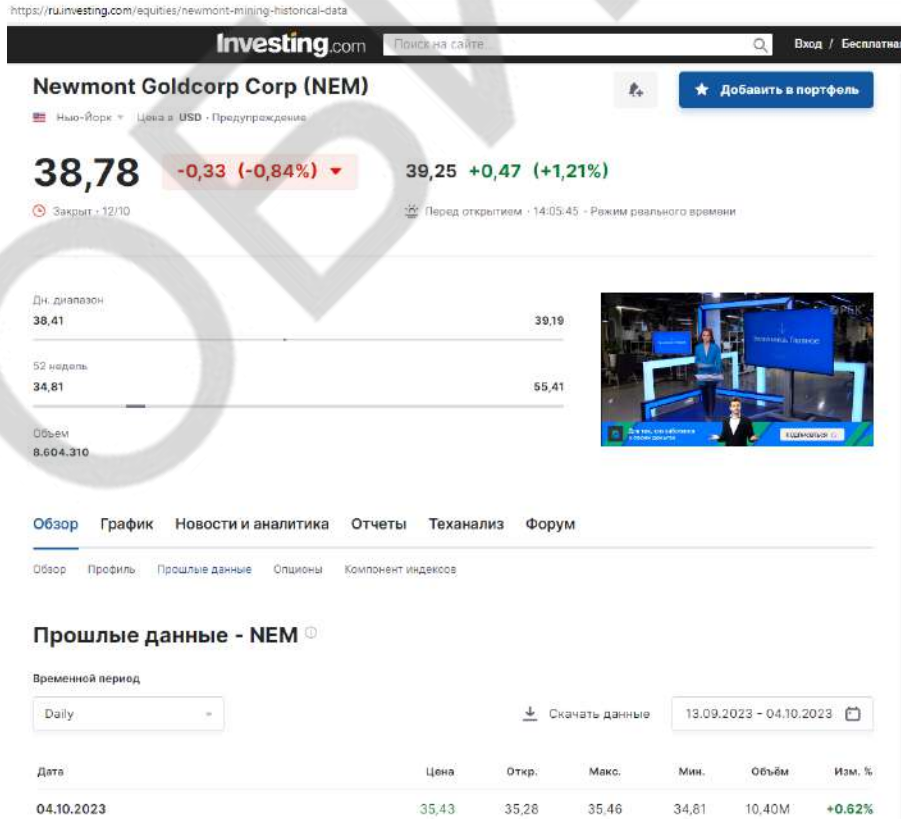 https://ru.investing.com/equities/newmont-mining-historical-data
Investing.com Поиск на сайте... Вход / Бесплатная
Newmont Goldcorp Corp (NEM)
Добавить в портфель
Нью-Йорк Цена в USD · Предупреждение
38,78 -0,33 (-0,84%) 39,25 +0,47 (+1,21%)
Закрыт · 12/10 Перед открытием · 14:05:45 · Режим реального времени
Дн. диапазон
38,41 39,19
52 недель
34,81 55,41
Объем
8.604.310
РБК
Обзор График Новости и аналитика Отчеты Теханализ Форум
Обзор Профиль Прошлые данные Опционы Компонент индексов
Прошлые данные - NEM
Временной период
Daily Скачать данные 13.09.2023 - 04.10.2023
Дата Цена Откр. Макс. Мин. Объём Изм. %
04.10.2023 35,43 35,28 35,46 34,81 10,40M +0.62%